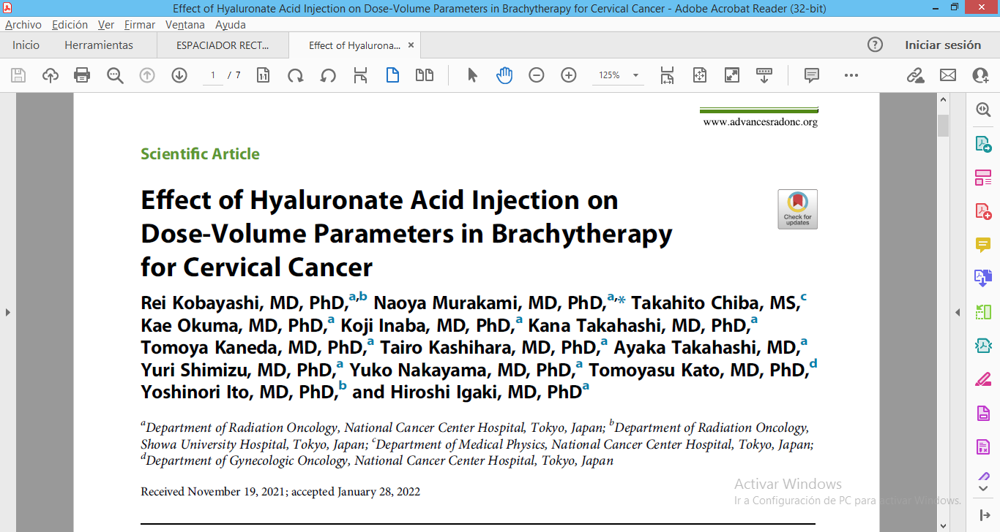 Effect of Hyaluronate Acid Injection on Dose-Volume Parameters in Brachytherapy for Cervical Cancer - Adobe Acrobat Reader (32-bit)
Archivo Edición Ver Firmar Ventana Ayuda
Inicio Herramientas ESPACIADOR RECT... Effect of Hyalurona... × Iniciar sesión
1 / 7 125%
www.advancesradonc.org
Scientific Article
Effect of Hyaluronate Acid Injection on
Dose-Volume Parameters in Brachytherapy
for Cervical Cancer
Check for
updates
Rei Kobayashi, MD, PhD,a,b Naoya Murakami, MD, PhD,a,* Takahito Chiba, MS,c
Kae Okuma, MD, PhD,a Koji Inaba, MD, PhD,a Kana Takahashi, MD, PhD,a
Tomoya Kaneda, MD, PhD,a Tairo Kashihara, MD, PhD,a Ayaka Takahashi, MD,a
Yuri Shimizu, MD, PhD,a Yuko Nakayama, MD, PhD,a Tomoyasu Kato, MD, PhD,d
Yoshinori Ito, MD, PhD,b and Hiroshi Igaki, MD, PhDa
aDepartment of Radiation Oncology, National Cancer Center Hospital, Tokyo, Japan; bDepartment of Radiation Oncology,
Showa University Hospital, Tokyo, Japan; cDepartment of Medical Physics, National Cancer Center Hospital, Tokyo, Japan;
dDepartment of Gynecologic Oncology, National Cancer Center Hospital, Tokyo, Japan
Received November 19, 2021; accepted January 28, 2022
Activar Windows
Ir a Configuración de PC para activar Windows.